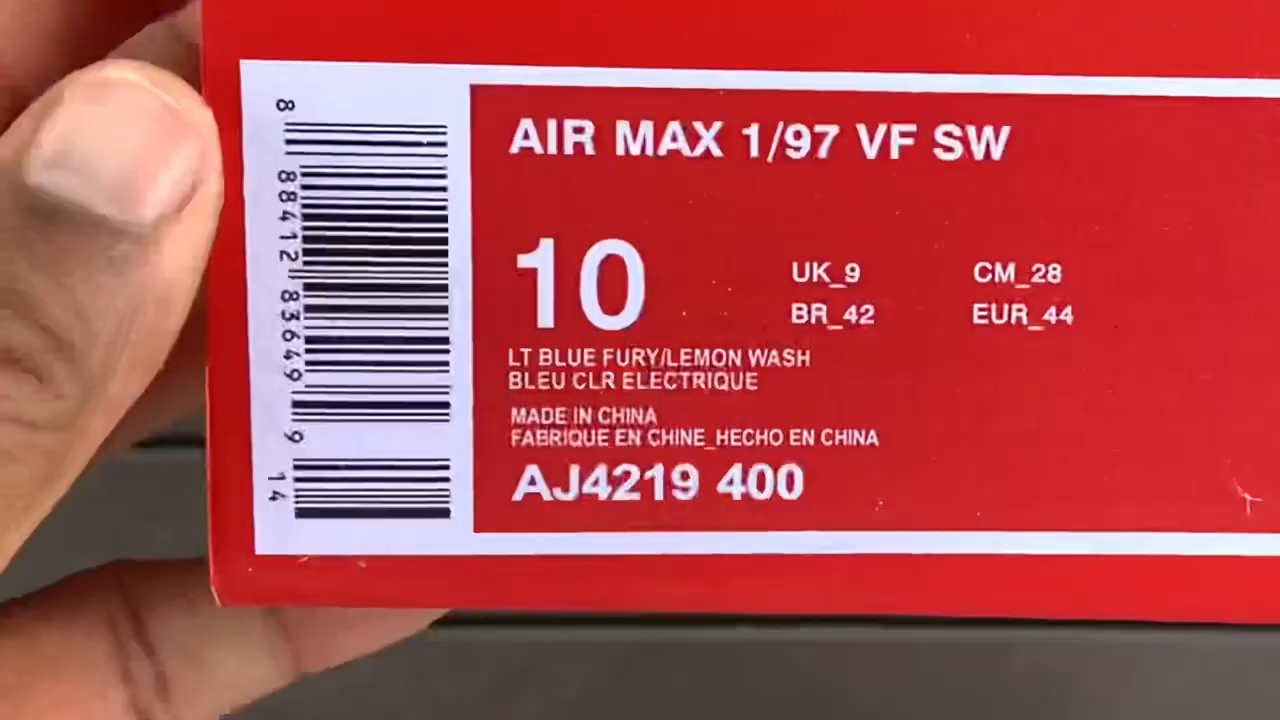 8
88412 83649
9
14
AIR MAX 1/97 VF SW
10
UK_9 CM_28
BR_42 EUR_44
LT BLUE FURY/LEMON WASH
BLEU CLR ELECTRIQUE
MADE IN CHINA
FABRIQUE EN CHINE_HECHO EN CHINA
AJ4219 400